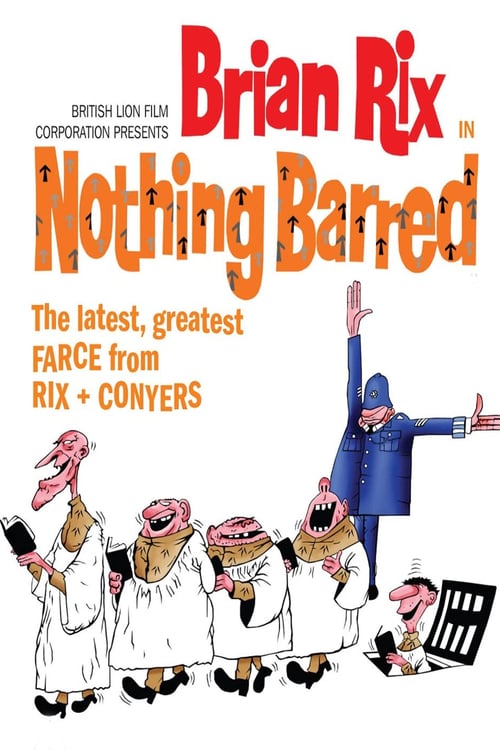 BRITISH LION FILM
CORPORATION PRESENTS
Brian Rix
IN
Nothing Barred
The latest, greatest
FARCE from
RIX + CONYERS